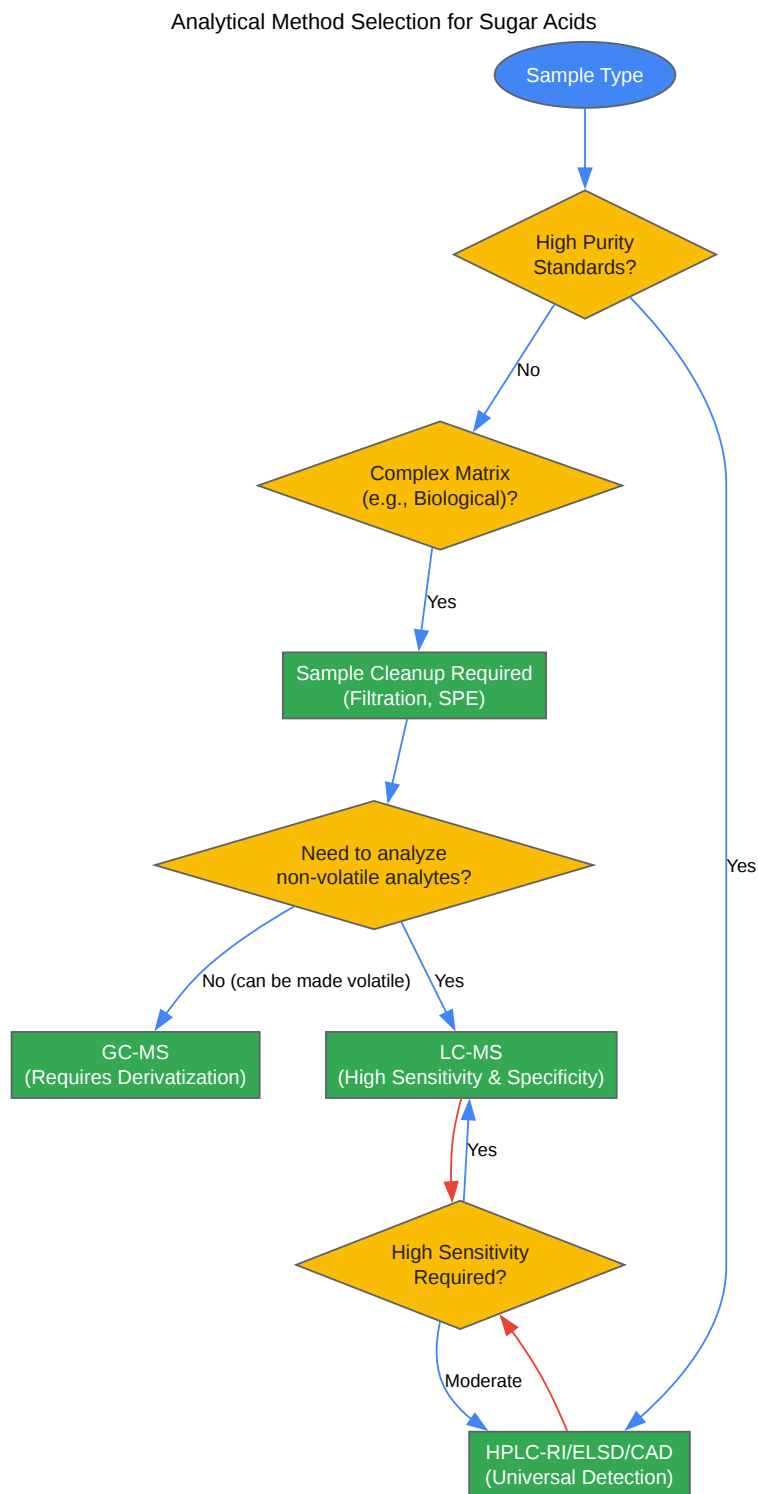 Analytical Method Selection for Sugar Acids
Sample Type
High Purity
Standards?
No
Complex Matrix
(e.g., Biological)?
Yes
Sample Cleanup Required
(Filtration, SPE)
Need to analyze
non-volatile analytes?
Yes
No (can be made volatile)
Yes
GC-MS
(Requires Derivatization)
LC-MS
(High Sensitivity & Specificity)
Yes
High Sensitivity
Required?
Moderate
HPLC-RI/ELSD/CAD
(Universal Detection)